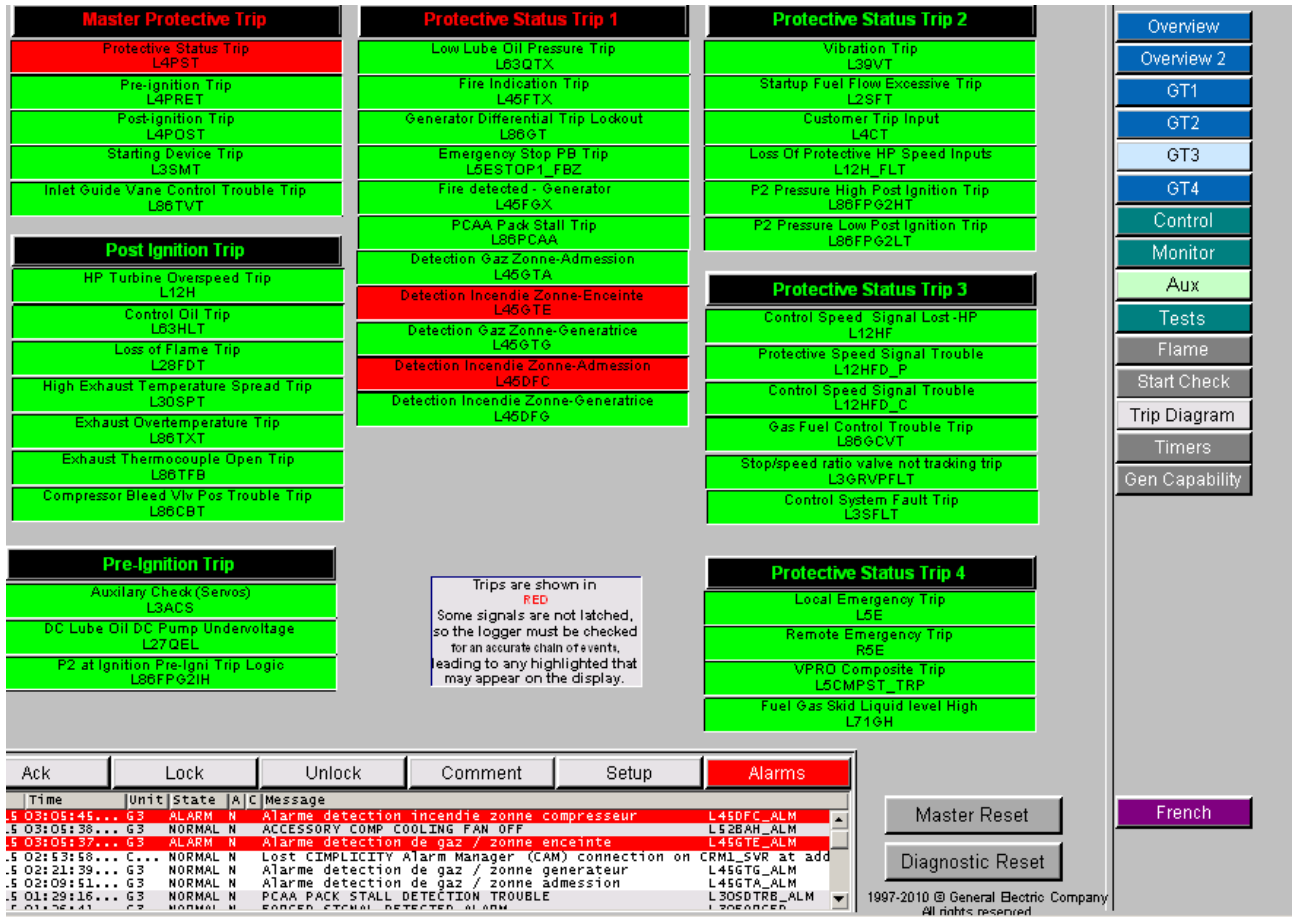 Master Protective Trip
Protective Status Trip
L4PST
Pre-ignition Trip
L4PRET
Post-ignition Trip
L4POST
Starting Device Trip
L3SMT
Inlet Guide Vane Control Trouble Trip
L86TVT
Post Ignition Trip
HP Turbine Overspeed Trip
L12H
Control Oil Trip
L63HLT
Loss of Flame Trip
L28FDT
High Exhaust Temperature Spread Trip
L30SPT
Exhaust Overtemperature Trip
L86TXT
Exhaust Thermocouple Open Trip
L86TFB
Compressor Bleed Vlv Pos Trouble Trip
L86CBT
Pre-Ignition Trip
Auxilary Check (Servos)
L3ACS
DC Lube Oil DC Pump Undervoltage
L27QEL
P2 at Ignition Pre-Igni Trip Logic
L86FPG2IH
Protective Status Trip 1
Low Lube Oil Pressure Trip
L63QTX
Fire Indication Trip
L45FTX
Generator Differential Trip Lockout
L86GT
Emergency Stop PB Trip
L5ESTOP1_FBZ
Fire detected - Generator
L45FGX
PCAA Pack Stall Trip
L86PCAA
Detection Gaz Zonne-Admession
L45GTA
Detection Incendie Zonne-Enceinte
L45GTE
Detection Gaz Zonne-Generatrice
L45GTG
Detection Incendie Zonne-Admession
L45DFC
Detection Incendie Zonne-Generatrice
L45DFG
Trips are shown in
RED
Some signals are not latched,
so the logger must be checked
for an accurate chain of events,
leading to any highlighted that
may appear on the display.
Protective Status Trip 2
Vibration Trip
L39VT
Startup Fuel Flow Excessive Trip
L2SFT
Customer Trip Input
L4CT
Loss Of Protective HP Speed Inputs
L12H_FLT
P2 Pressure High Post Ignition Trip
L86FPG2HT
P2 Pressure Low Post Ignition Trip
L86FPG2LT
Protective Status Trip 3
Control Speed Signal Lost-HP
L12HF
Protective Speed Signal Trouble
L12HFD_P
Control Speed Signal Trouble
L12HFD_C
Gas Fuel Control Trouble Trip
L86GCVT
Stop/speed ratio valve not tracking trip
L3GRVPFLT
Control System Fault Trip
L3SFLT
Protective Status Trip 4
Local Emergency Trip
L5E
Remote Emergency Trip
R5E
VPRO Composite Trip
L5CMPST_TRP
Fuel Gas Skid Liquid level High
L71GH
Overview
Overview 2
GT1
GT2
GT3
GT4
Control
Monitor
Aux
Tests
Flame
Start Check
Trip Diagram
Timers
Gen Capability
French
Ack Lock Unlock Comment Setup Alarms
Time Unit State A C Message
03:05:45... G3 ALARM N Alarme detection incendie zonne compresseur L45DFC_ALM
03:05:38... G3 NORMAL N ACCESSORY COMP COOLING FAN OFF L52BAH_ALM
03:05:37... G3 ALARM N Alarme detection de gaz / zonne enceinte L45GTE_ALM
02:53:58... C... NORMAL N Lost CIMPLICITY Alarm Manager (CAM) connection on CRM1_SVR at add
02:21:39... G3 NORMAL N Alarme detection de gaz / zonne generateur L45GTG_ALM
02:09:51... G3 NORMAL N Alarme detection de gaz / zonne admession L45GTA_ALM
01:29:16... G3 NORMAL N PCAA PACK STALL DETECTION TROUBLE L30SDTRB_ALM
Master Reset
Diagnostic Reset
1997-2010 © General Electric Company
All rights reserved